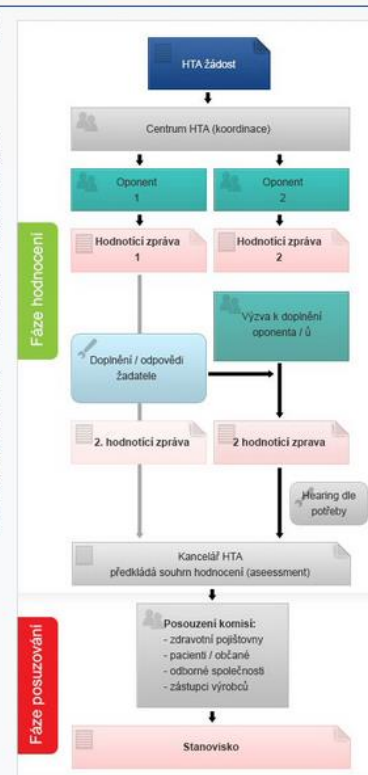 HTA žádost
Centrum HTA (koordinace)
Oponent
1
Oponent
2
Hodnotící zpráva
1
Hodnotící zpráva
2
Fáze hodnocení
Výzva k doplnění
oponenta / ů
Doplnění / odpovědi
žadatele
2. hodnotící zpráva
2 hodnotící zprava
Hearing dle
potřeby
Kancelář HTA
předkládá souhrn hodnocení (aseessment)
Fáze posuzování
Posouzení komisí:
- zdravotní pojištovny
- pacienti / občané
- odborné společnosti
- zástupci výrobců
Stanovisko